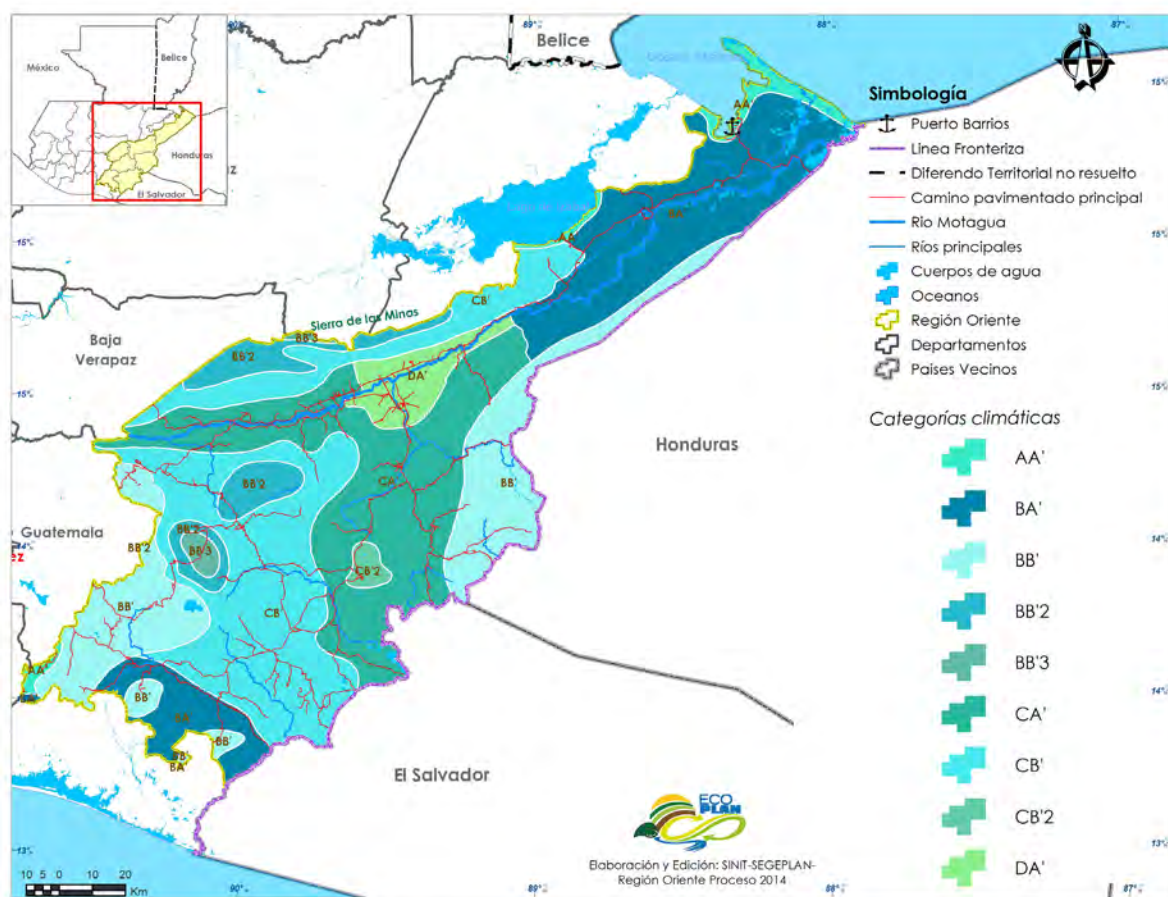 México
Belice
Honduras
El Salvador
Belice
Simbología
Puerto Barrios
Línea Fronteriza
Diferendo Territorial no resuelto
Camino pavimentado principal
Río Motagua
Ríos principales
Cuerpos de agua
Oceanos
Región Oriente
Departamentos
Paises Vecinos
Categorías climáticas
AA'
BA'
BB'
BB'2
BB'3
CA'
CB'
CB'2
DA'
AA'
BA'
AA'
CB'
Sierra de las Minas
BB'3
BB'2
Baja
Verapaz
DA'
Honduras
BB'2
CA'
BB'
Guatemala
BB'2
BB'2
BB'3
CB'2
BB'
CB'
AA'
BB'
BA'
BB'
BB'
BA'
El Salvador
ECO
PLAN
Elaboración y Edición: SINIT-SEGEPLAN-
Región Oriente Proceso 2014
10 5 0 10 20
Km